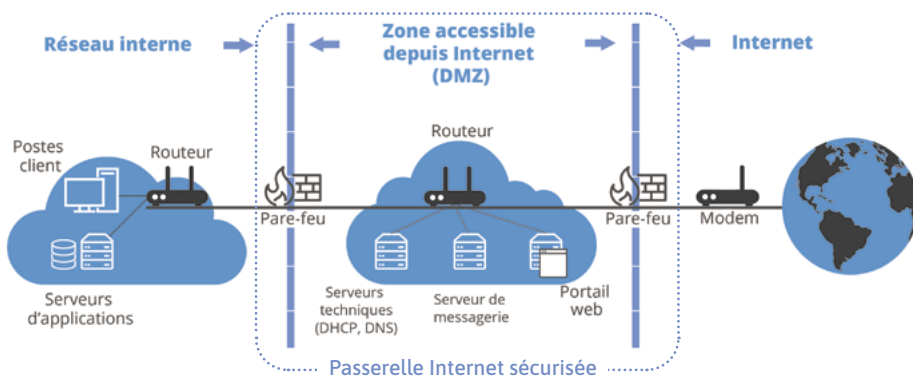 Réseau interne
Zone accessible
depuis Internet
(DMZ)
Internet
Postes
client
Routeur
Serveurs
d’applications
Pare-feu
Routeur
Serveurs
techniques
(DHCP, DNS)
Serveur de
messagerie
Portail
web
Pare-feu
Modem
Passerelle Internet sécurisée